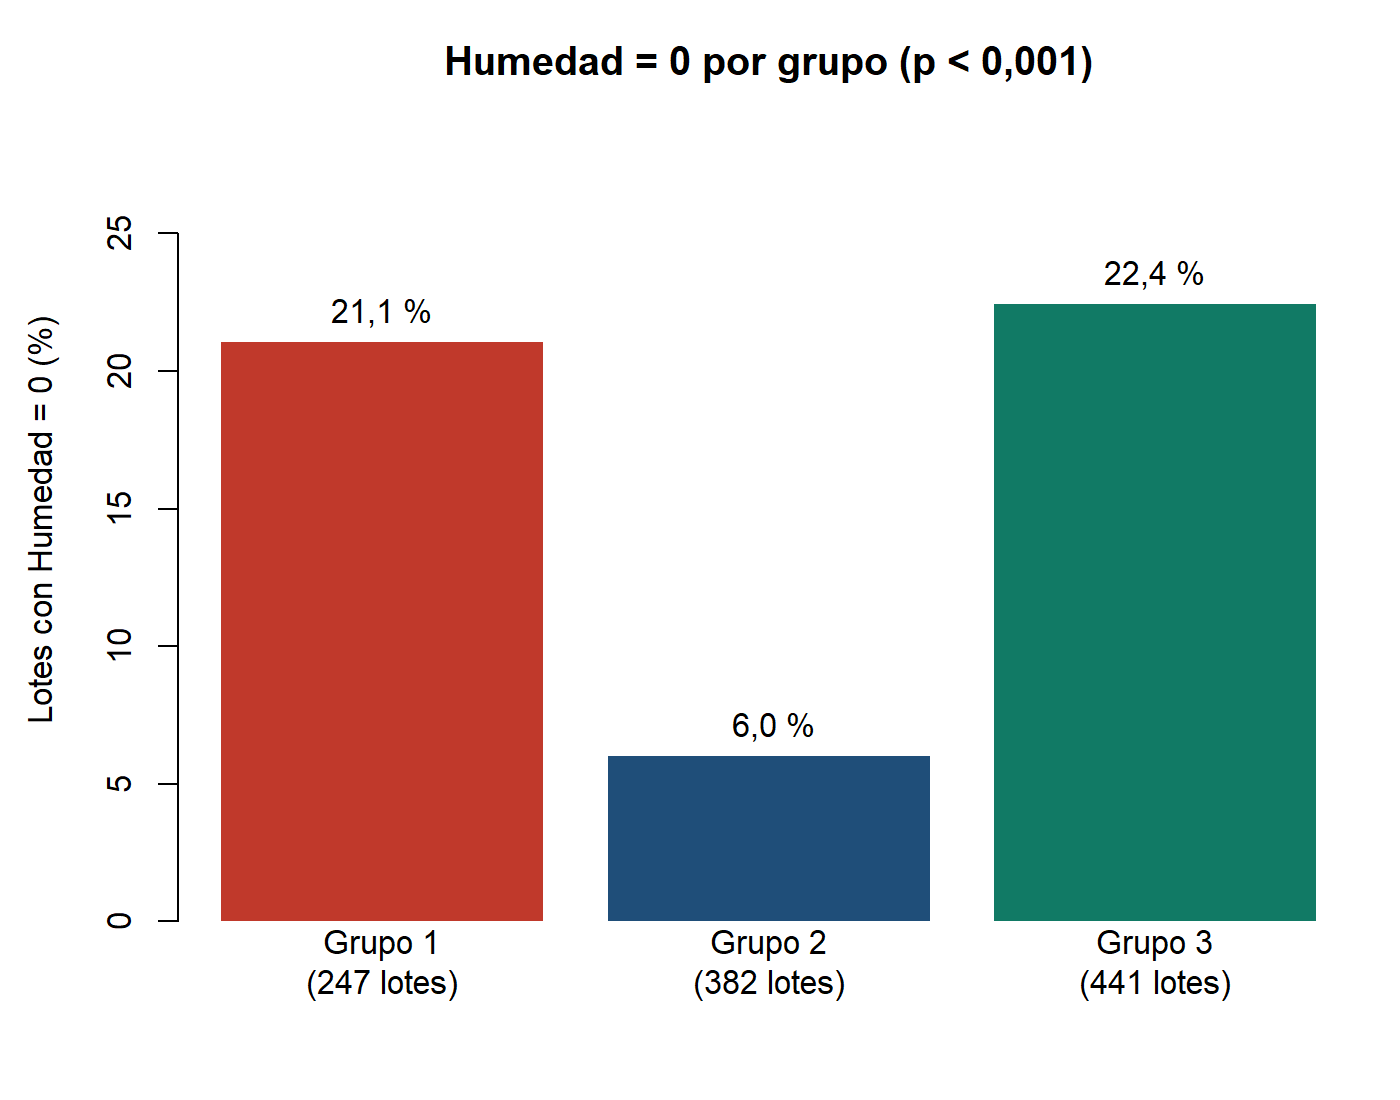 Humedad = 0 por grupo (p < 0,001)
Lotes con Humedad = 0 (%)
25
20
15
10
5
0
21,1 %
6,0 %
22,4 %
Grupo 1
(247 lotes)
Grupo 2
(382 lotes)
Grupo 3
(441 lotes)